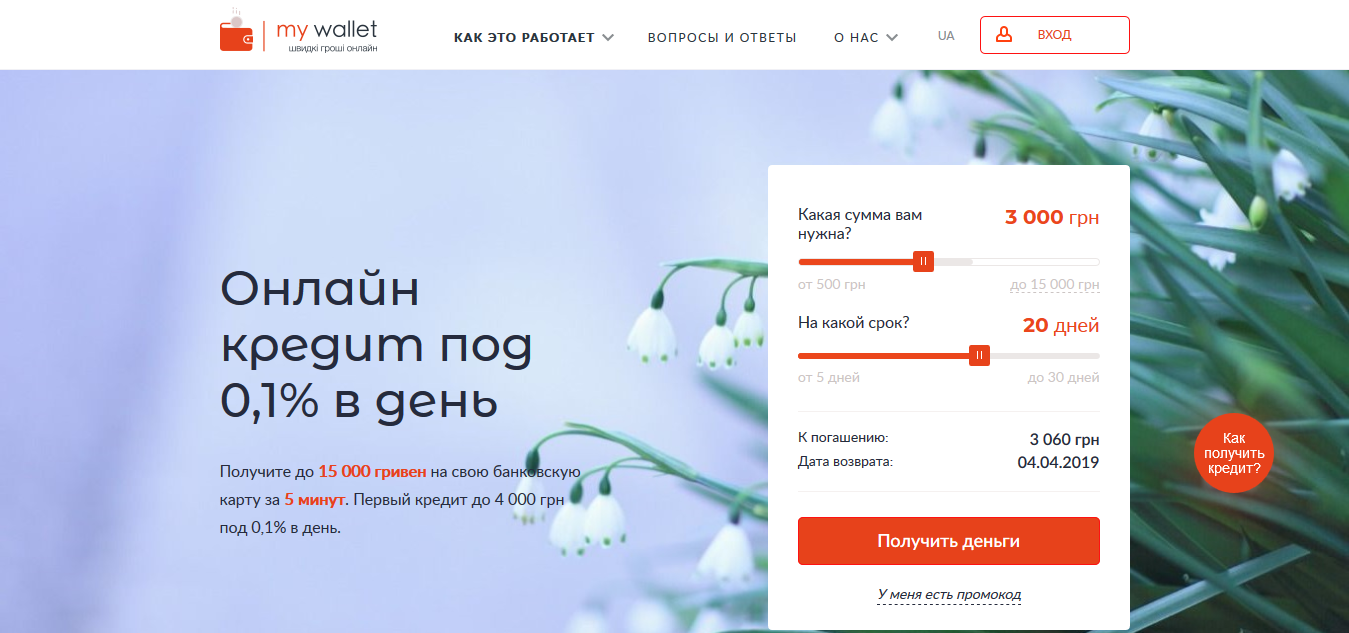 my wallet
швидкі гроші онлайн
КАК ЭТО РАБОТАЕТ
ВОПРОСЫ И ОТВЕТЫ
О НАС
UA
ВХОД
Онлайн
кредит под
0,1% в день
Получите до 15 000 гривен на свою банковскую
карту за 5 минут. Первый кредит до 4 000 грн
под 0,1% в день.
Какая сумма вам
нужна?
3 000 грн
от 500 грн
до 15 000 грн
На какой срок?
20 дней
от 5 дней
до 30 дней
К погашению:
3 060 грн
Дата возврата:
04.04.2019
Получить деньги
У меня есть промокод
Как
получить
кредит?